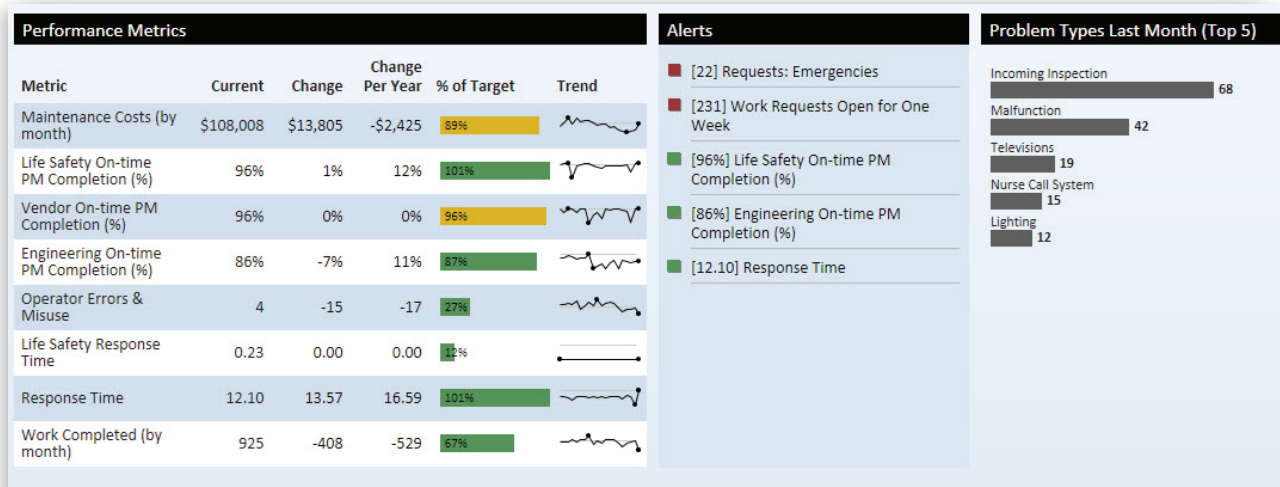 Performance Metrics
Metric Current Change Change Per Year % of Target Trend
Maintenance Costs (by month) $108,008 $13,805 -$2,425 89%
Life Safety On-time PM Completion (%) 96% 1% 12% 101%
Vendor On-time PM Completion (%) 96% 0% 0% 96%
Engineering On-time PM Completion (%) 86% -7% 11% 87%
Operator Errors & Misuse 4 -15 -17 27%
Life Safety Response Time 0.23 0.00 0.00 12%
Response Time 12.10 13.57 16.59 101%
Work Completed (by month) 925 -408 -529 67%
Alerts
[22] Requests: Emergencies
[231] Work Requests Open for One
Week
[96%] Life Safety On-time PM
Completion (%)
[86%] Engineering On-time PM
Completion (%)
[12.10] Response Time
Problem Types Last Month (Top 5)
Incoming Inspection
68
Malfunction
42
Televisions
19
Nurse Call System
15
Lighting
12